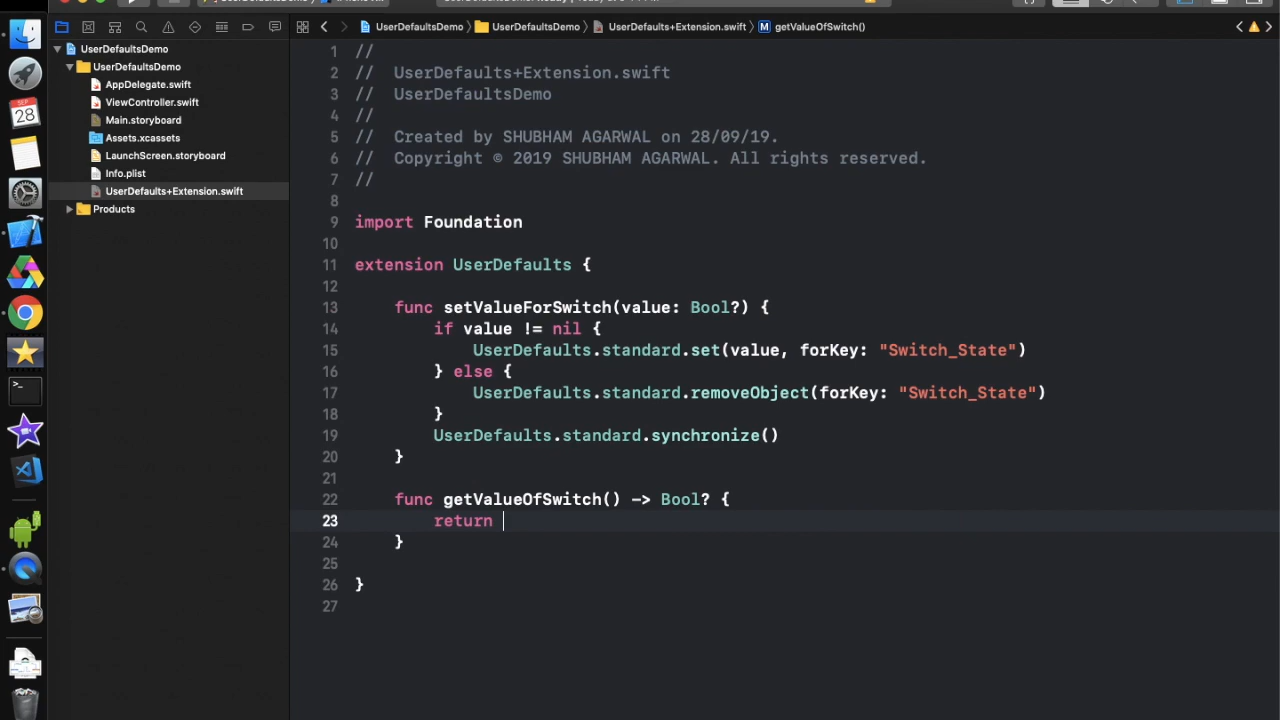 UserDefaultsDemo
UserDefaultsDemo
UserDefaults+Extension.swift
getValueOfSwitch()
UserDefaultsDemo
UserDefaultsDemo
AppDelegate.swift
ViewController.swift
Main.storyboard
Assets.xcassets
LaunchScreen.storyboard
Info.plist
UserDefaults+Extension.swift
Products
SEP
28
1 //
2 //  UserDefaults+Extension.swift
3 //  UserDefaultsDemo
4 //
5 //  Created by SHUBHAM AGARWAL on 28/09/19.
6 //  Copyright © 2019 SHUBHAM AGARWAL. All rights reserved.
7 //
8
9 import Foundation
10
11 extension UserDefaults {
12
13     func setValueForSwitch(value: Bool?) {
14         if value != nil {
15             UserDefaults.standard.set(value, forKey: "Switch_State")
16         } else {
17             UserDefaults.standard.removeObject(forKey: "Switch_State")
18         }
19         UserDefaults.standard.synchronize()
20     }
21
22     func getValueOfSwitch() -> Bool? {
23         return
24     }
25
26 }
27